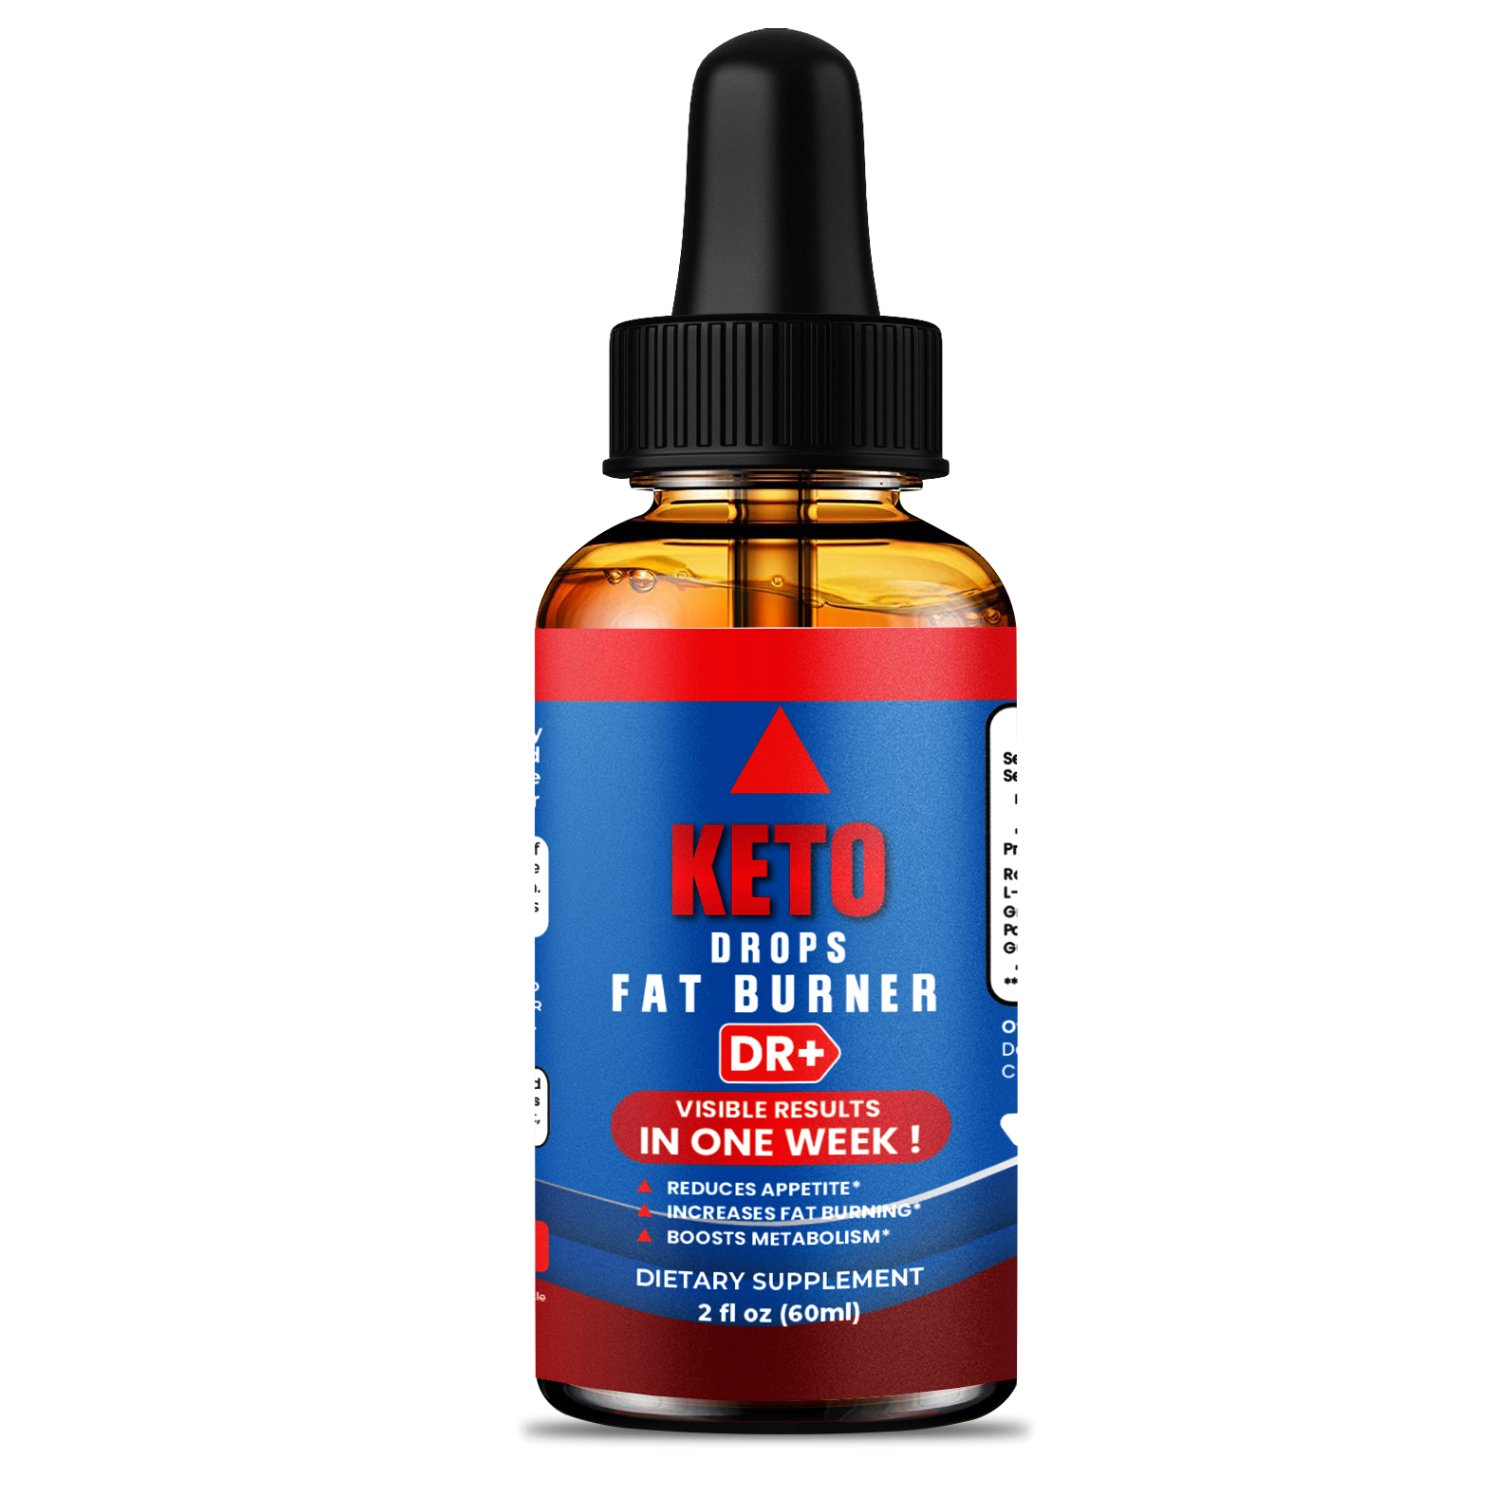 KETO
DROPS
FAT BURNER
DR+
VISIBLE RESULTS
IN ONE WEEK !
REDUCES APPETITE*
INCREASES FAT BURNING*
BOOSTS METABOLISM*
DIETARY SUPPLEMENT
2 fl oz (60ml)